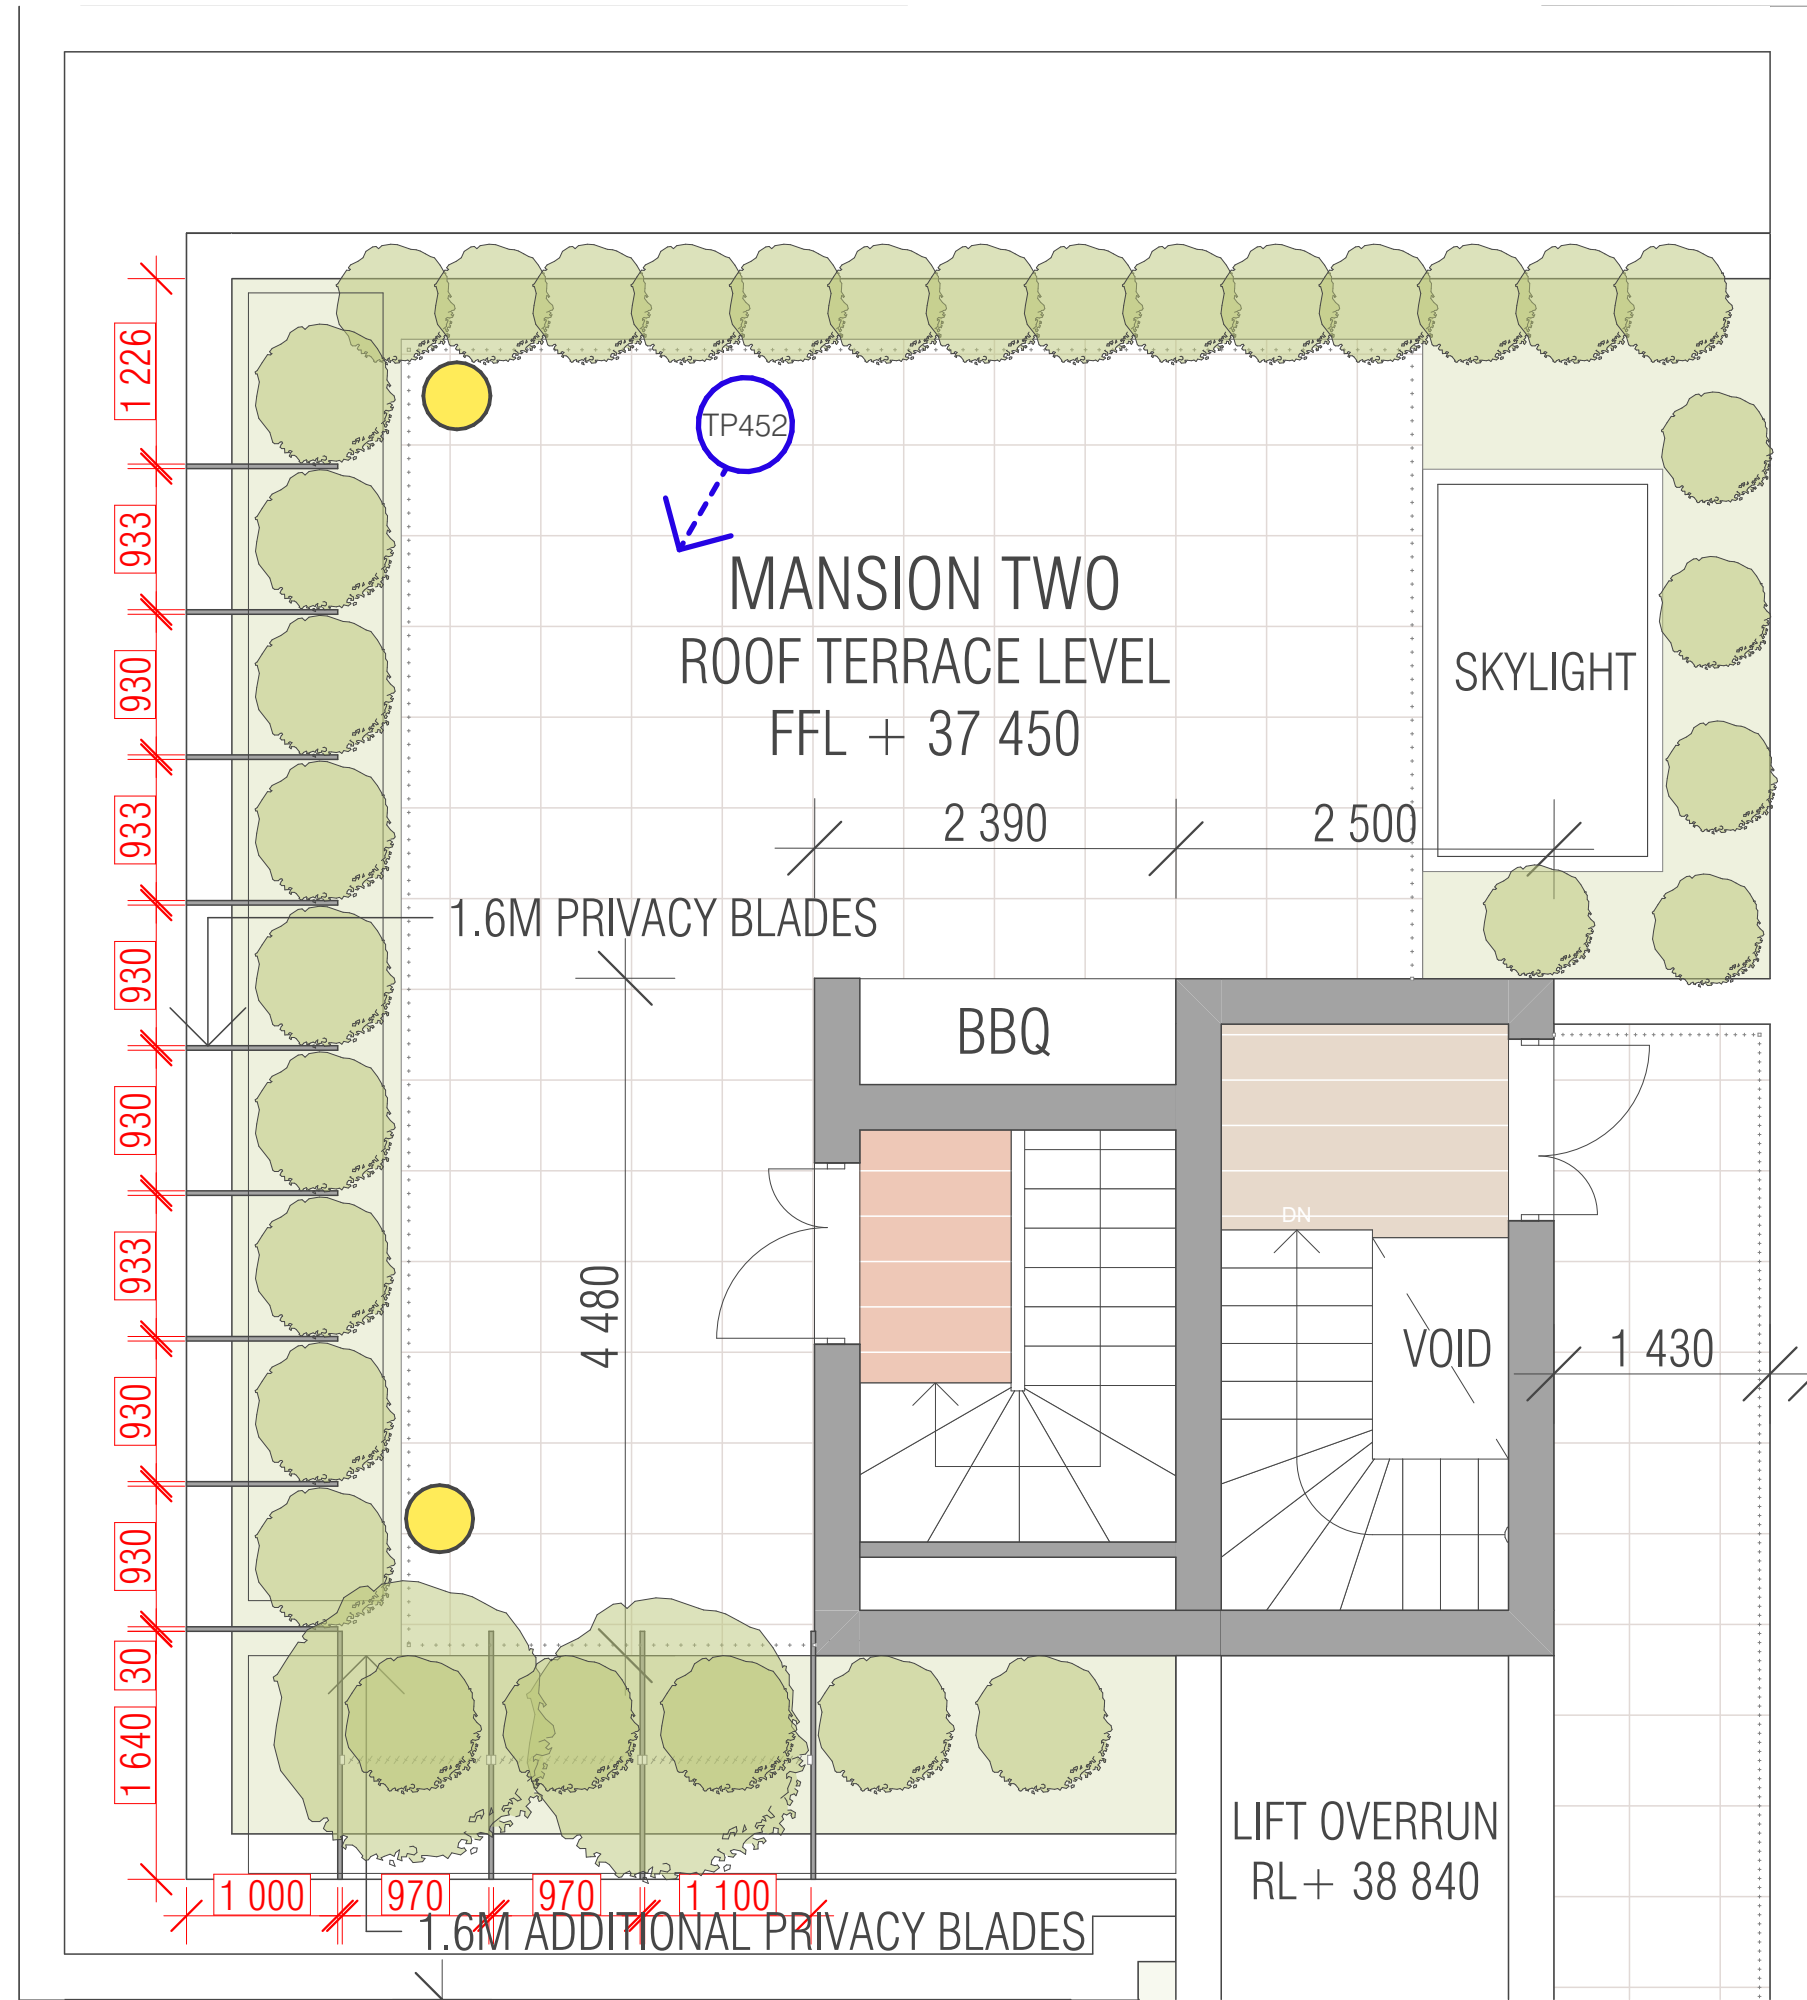 1 226
TP452
933
MANSION TWO
930
ROOF TERRACE LEVEL
SKYLIGHT
FFL + 37 450
933
2 390
2 500
1.6M PRIVACY BLADES
930
BBQ
930
DN
933
4 480
VOID
1 430
930
930
30
1 640
LIFT OVERRUN
RL+ 38 840
1 000
970
970
1 100
1.6M ADDITIONAL PRIVACY BLADES